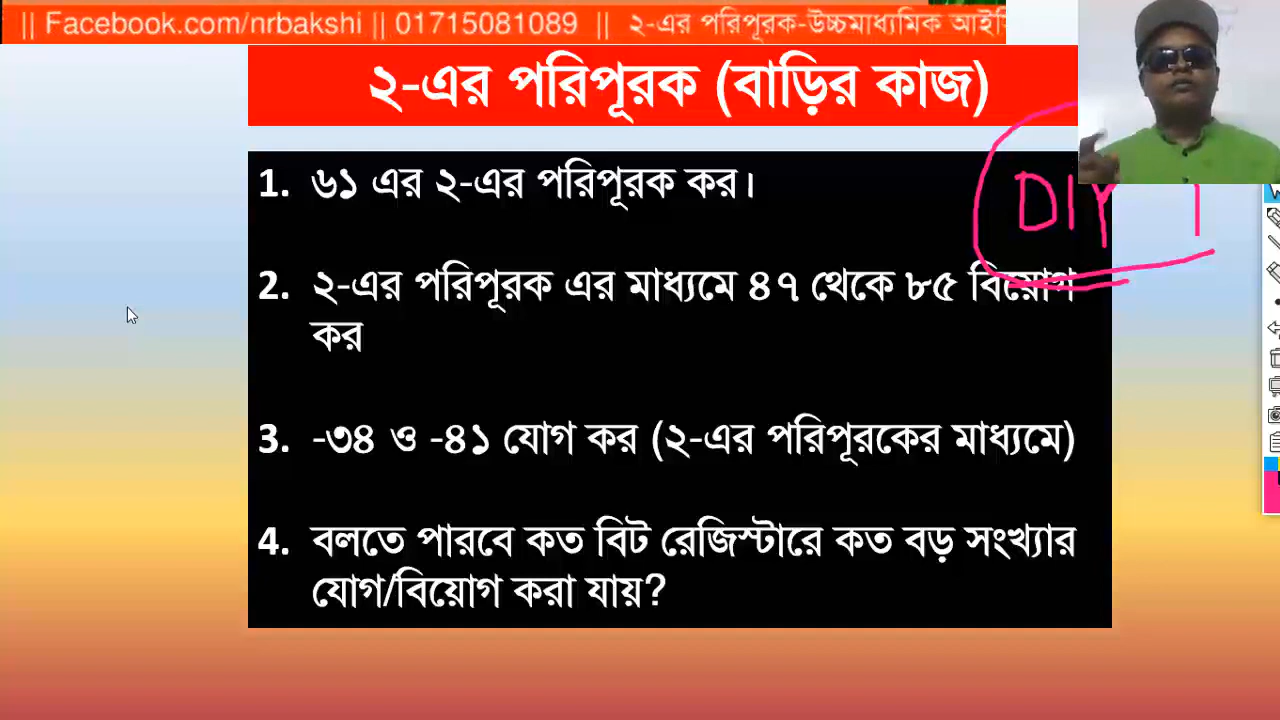 || Facebook.com/nrbakshi || 01715081089 || ২-এর পরিপূরক-উচ্চমাধ্যমিক
২-এর পরিপূরক (বাড়ির কাজ)
DIY
1. ৬১ এর ২-এর পরিপূরক কর।
2. ২-এর পরিপূরক এর মাধ্যমে ৪৭ থেকে ৮৫ বিয়োগ
কর
3. -৩৪ ও -৪১ যোগ কর (২-এর পরিপূরকের মাধ্যমে)
4. বলতে পারবে কত বিট রেজিস্টারে কত বড় সংখ্যার
যোগ/বিয়োগ করা যায়?